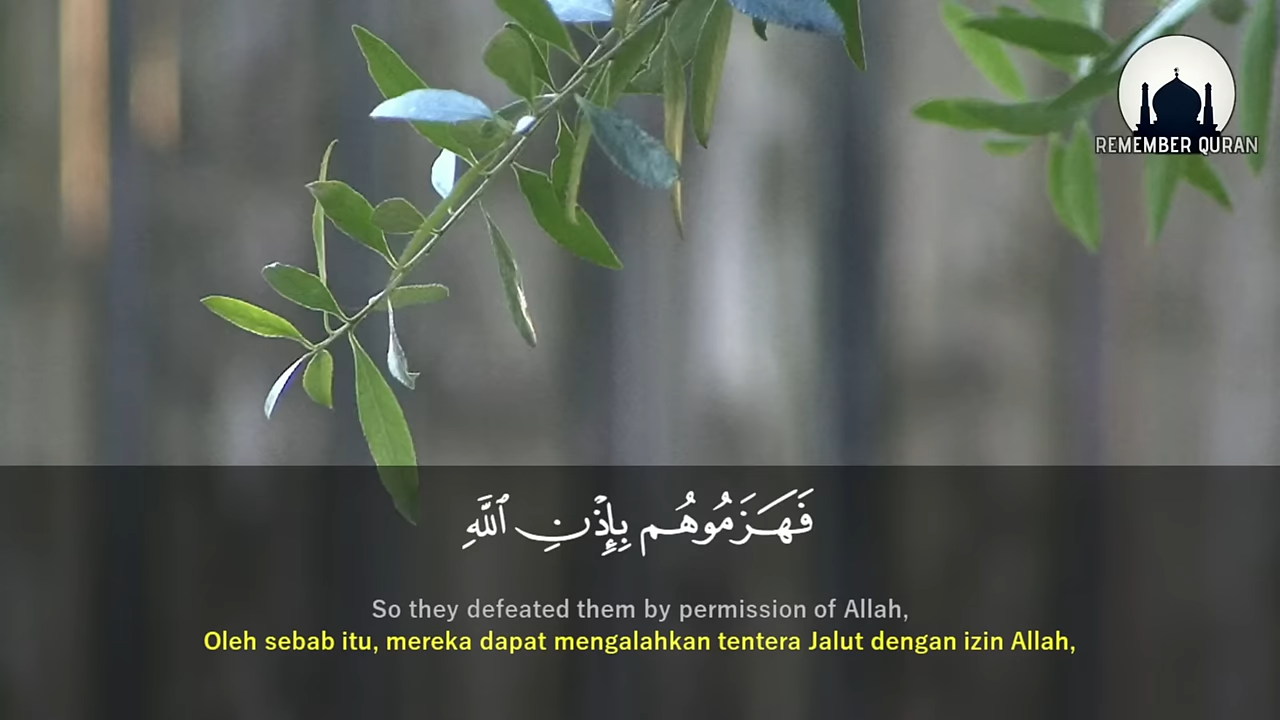 REMEMBER QURAN
فَهَزَمُوهُم بِإِذْنِ ٱللَّهِ
So they defeated them by permission of Allah,
Oleh sebab itu, mereka dapat mengalahkan tentera Jalut dengan izin Allah,